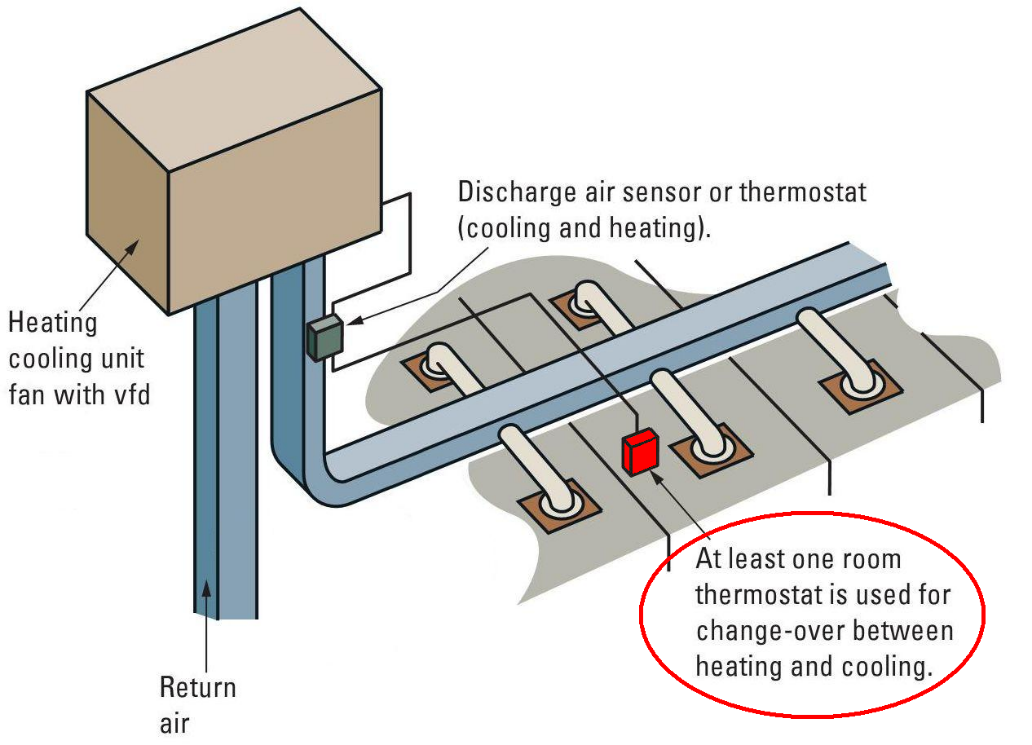 Discharge air sensor or thermostat
(cooling and heating).
Heating
cooling unit
fan with vfd
At least one room
thermostat is used for
change-over between
heating and cooling.
Return
air